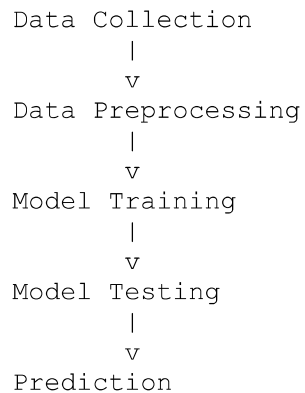 Data Collection
|
v
Data Preprocessing
|
v
Model Training
|
v
Model Testing
|
v
Prediction